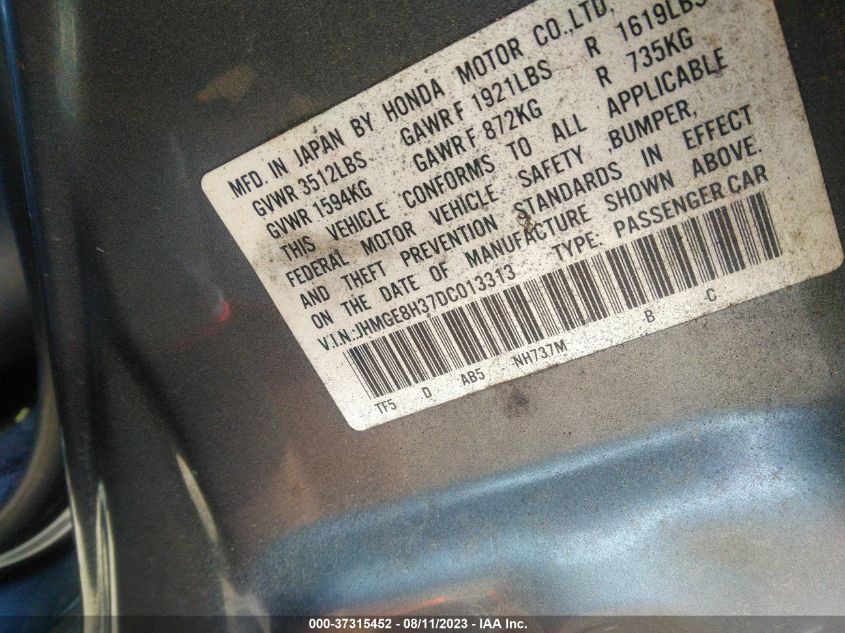 MFD. IN JAPAN BY HONDA MOTOR CO.,LTD,
GVWR 3512LBS GAWR F 1921LBS R 1619LBS
GVWR 1594KG GAWR F 872KG R 735KG
THIS VEHICLE CONFORMS TO ALL APPLICABLE
FEDERAL MOTOR VEHICLE SAFETY ,BUMPER,
AND THEFT PREVENTION STANDARDS IN EFFECT
ON THE DATE OF MANUFACTURE SHOWN ABOVE.
V.I.N.:JHMGE8H37DC013313 TYPE: PASSENGER CAR
TF5 D AB5 NH737M B -C
000-37315452 - 08/11/2023 - IAA Inc.